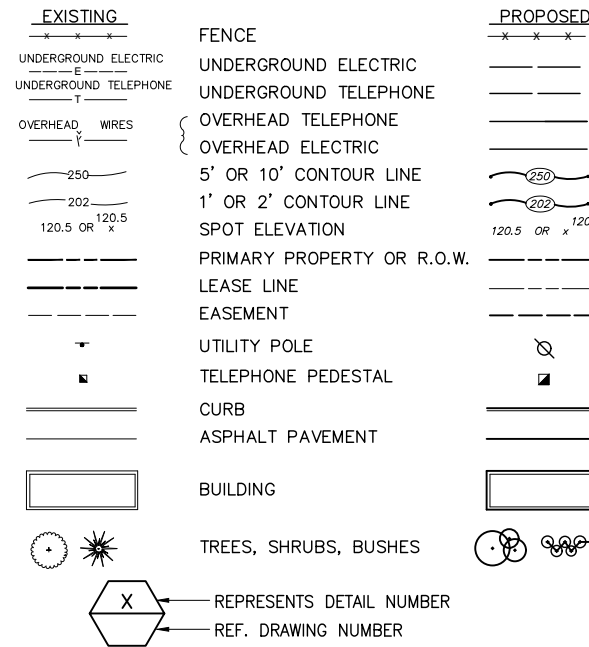 EXISTING PROPOSED
x x x FENCE x x x
UNDERGROUND ELECTRIC
E UNDERGROUND ELECTRIC
UNDERGROUND TELEPHONE
T UNDERGROUND TELEPHONE
OVERHEAD WIRES OVERHEAD TELEPHONE
OVERHEAD ELECTRIC
250 5' OR 10' CONTOUR LINE 250
202 1' OR 2' CONTOUR LINE 202
120.5 OR x 120.5 SPOT ELEVATION 120.5 OR x 120
PRIMARY PROPERTY OR R.O.W.
LEASE LINE
EASEMENT
UTILITY POLE
TELEPHONE PEDESTAL
CURB
ASPHALT PAVEMENT
BUILDING
TREES, SHRUBS, BUSHES
X REPRESENTS DETAIL NUMBER
REF. DRAWING NUMBER